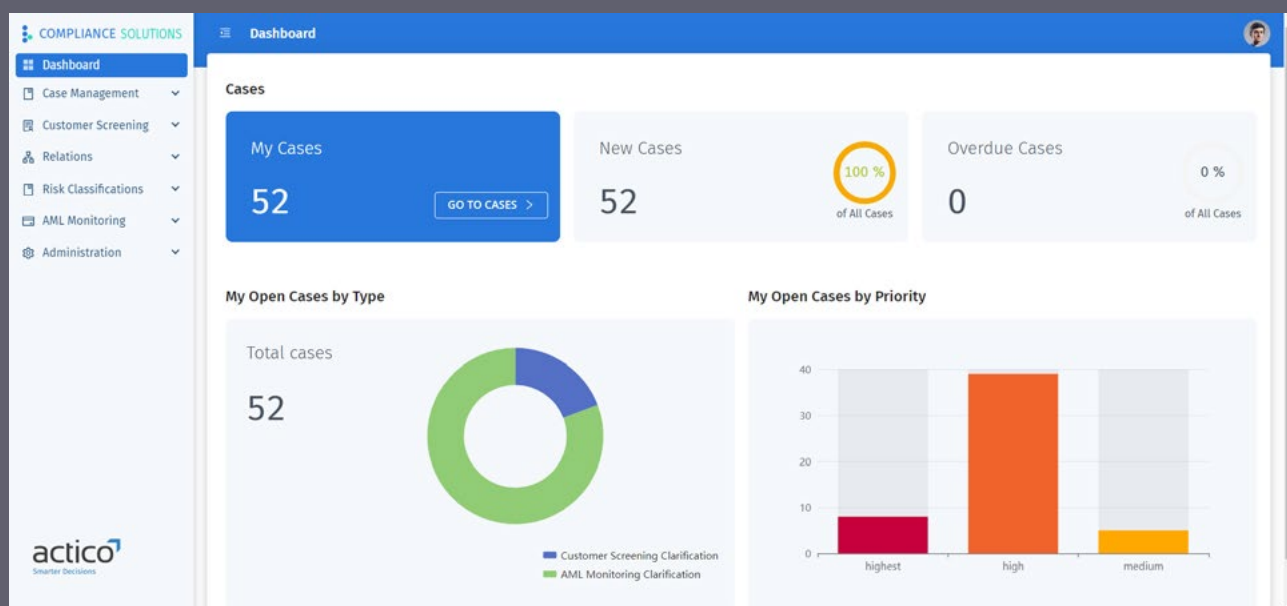 COMPLIANCE SOLUTIONS
Dashboard
Dashboard
Case Management
Customer Screening
Relations
Risk Classifications
AML Monitoring
Administration
actico
Smarter Decisions
Cases
My Cases
52
GO TO CASES >
New Cases
52
100 %
of All Cases
Overdue Cases
0
0 %
of All Cases
My Open Cases by Type
Total cases
52
Customer Screening Clarification
AML Monitoring Clarification
My Open Cases by Priority
40
30
20
10
0
highest high medium